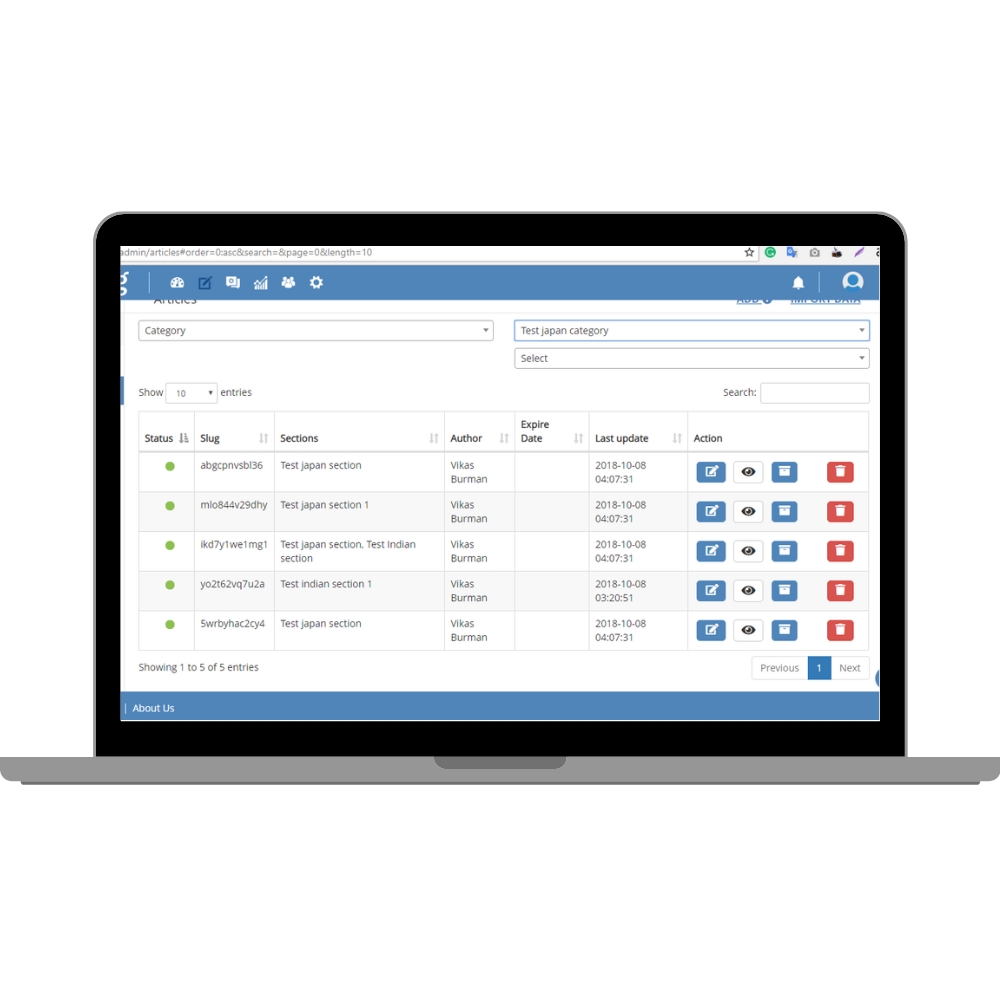 admin/articles#order=0:asc&search=&page=0&length=10
Articles ADD IMPORT DATA
Category Test japan category
Select
Show 10 entries Search:
Status Slug Sections Author Expire Date Last update Action
abgcpnvsbl36 Test japan section Vikas Burman 2018-10-08 04:07:31
mlo844v29dhy Test japan section 1 Vikas Burman 2018-10-08 04:07:31
ikd7y1we1mg1 Test japan section, Test Indian section Vikas Burman 2018-10-08 04:07:31
yo2t62vq7u2a Test indian section 1 Vikas Burman 2018-10-08 03:20:51
5wrbyhac2cy4 Test japan section Vikas Burman 2018-10-08 04:07:31
Showing 1 to 5 of 5 entries Previous 1 Next
| About Us